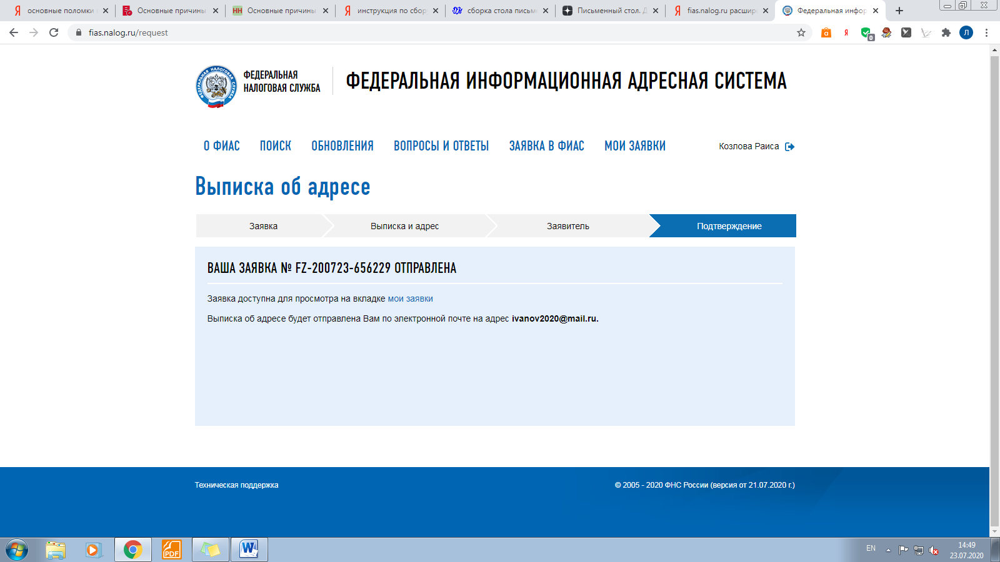 основные поломки
Основные причины
Основные причины
инструкция по сбор
сборка стола письм
Письменный стол. Д
fias.nalog.ru расшир
Федеральная инфор
fias.nalog.ru/request
0
Л
ФЕДЕРАЛЬНАЯ
НАЛОГОВАЯ СЛУЖБА
ФЕДЕРАЛЬНАЯ ИНФОРМАЦИОННАЯ АДРЕСНАЯ СИСТЕМА
О ФИАС
ПОИСК
ОБНОВЛЕНИЯ
ВОПРОСЫ И ОТВЕТЫ
ЗАЯВКА В ФИАС
МОИ ЗАЯВКИ
Козлова Раиса
Выписка об адресе
Заявка
Выписка и адрес
Заявитель
Подтверждение
ВАША ЗАЯВКА № FZ-200723-656229 ОТПРАВЛЕНА
Заявка доступна для просмотра на вкладке мои заявки
Выписка об адресе будет отправлена Вам по электронной почте на адрес ivanov2020@mail.ru.
Техническая поддержка
© 2005 - 2020 ФНС России (версия от 21.07.2020 г.)
PDF
W
EN
14:49
23.07.2020